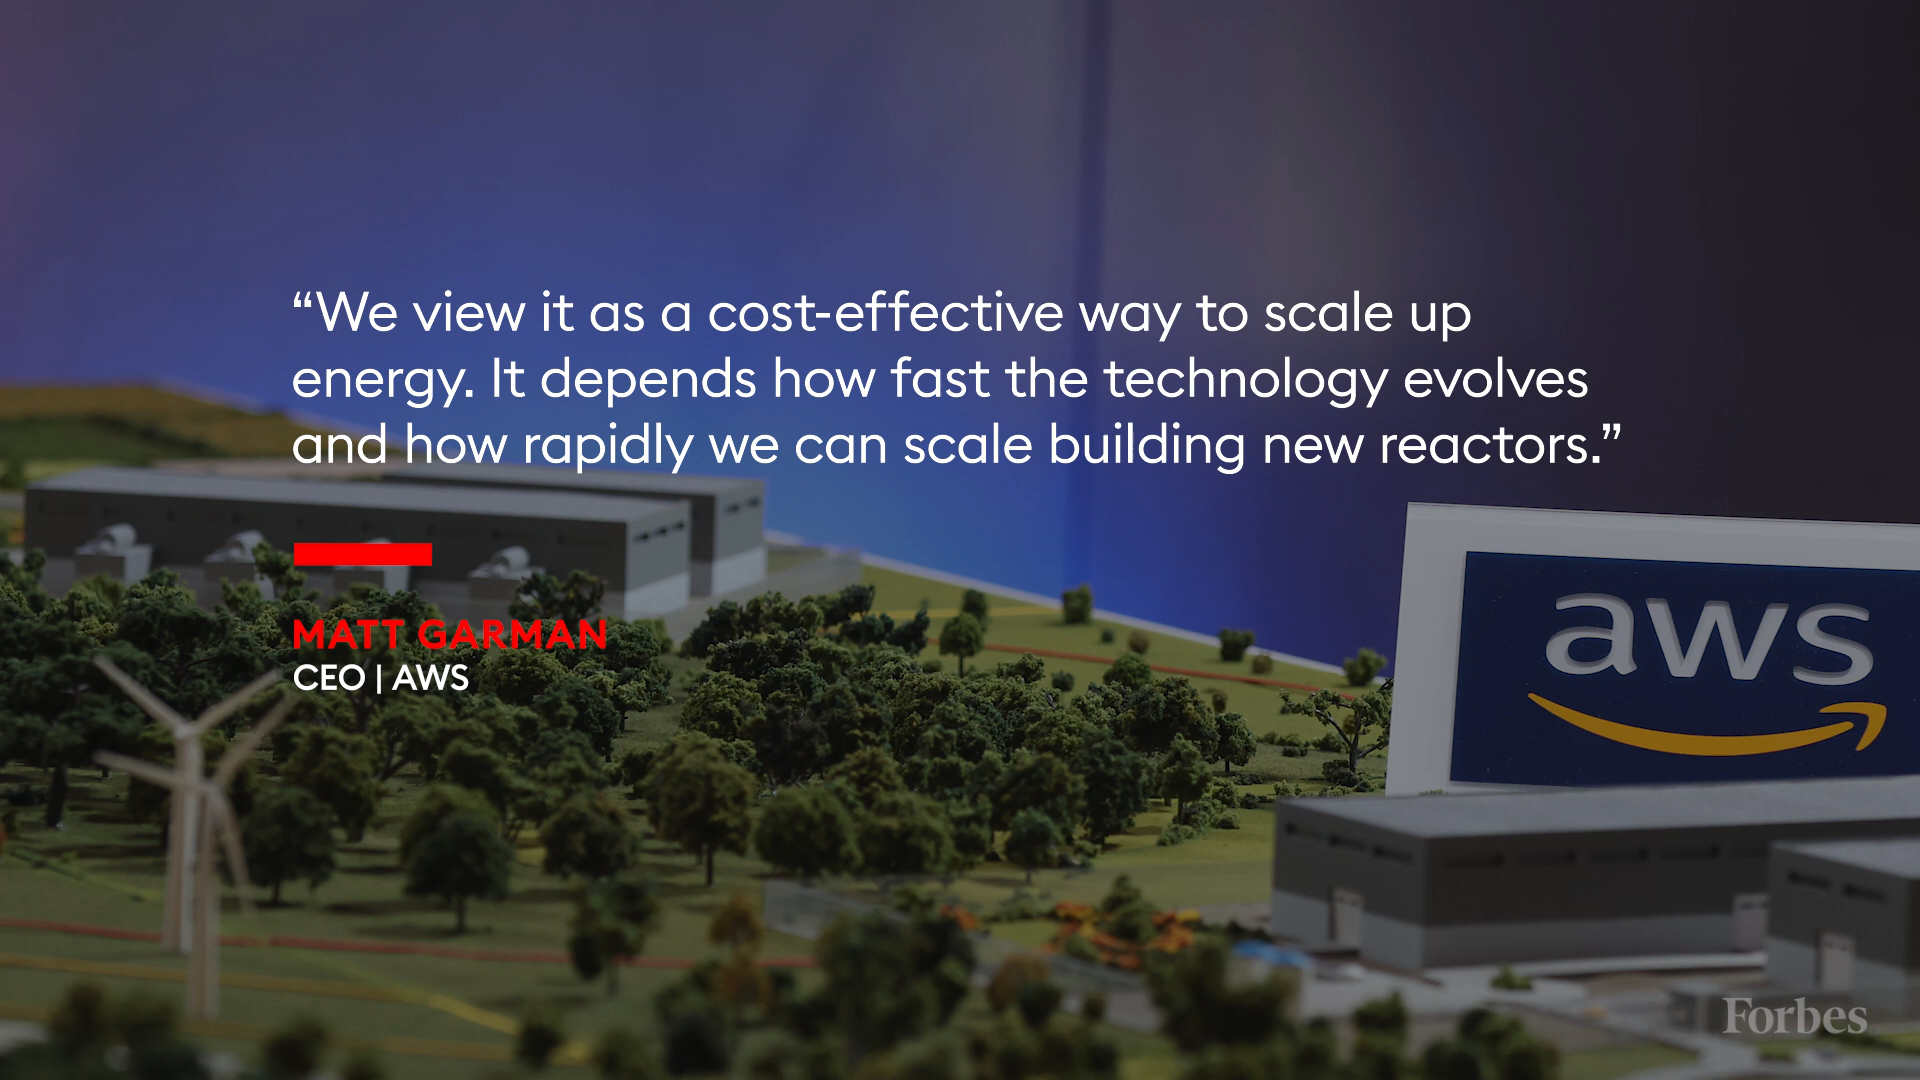 “We view it as a cost-effective way to scale up
energy. It depends how fast the technology evolves
and how rapidly we can scale building new reactors.”
MATT GARMAN
CEO | AWS
aws
Forbes